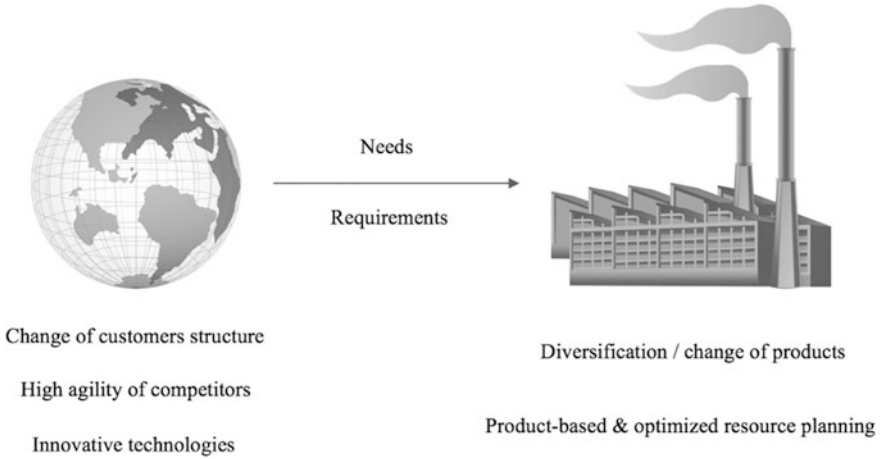 Needs
Requirements
Change of customers structure
High agility of competitors
Innovative technologies
Diversification / change of products
Product-based & optimized resource planning